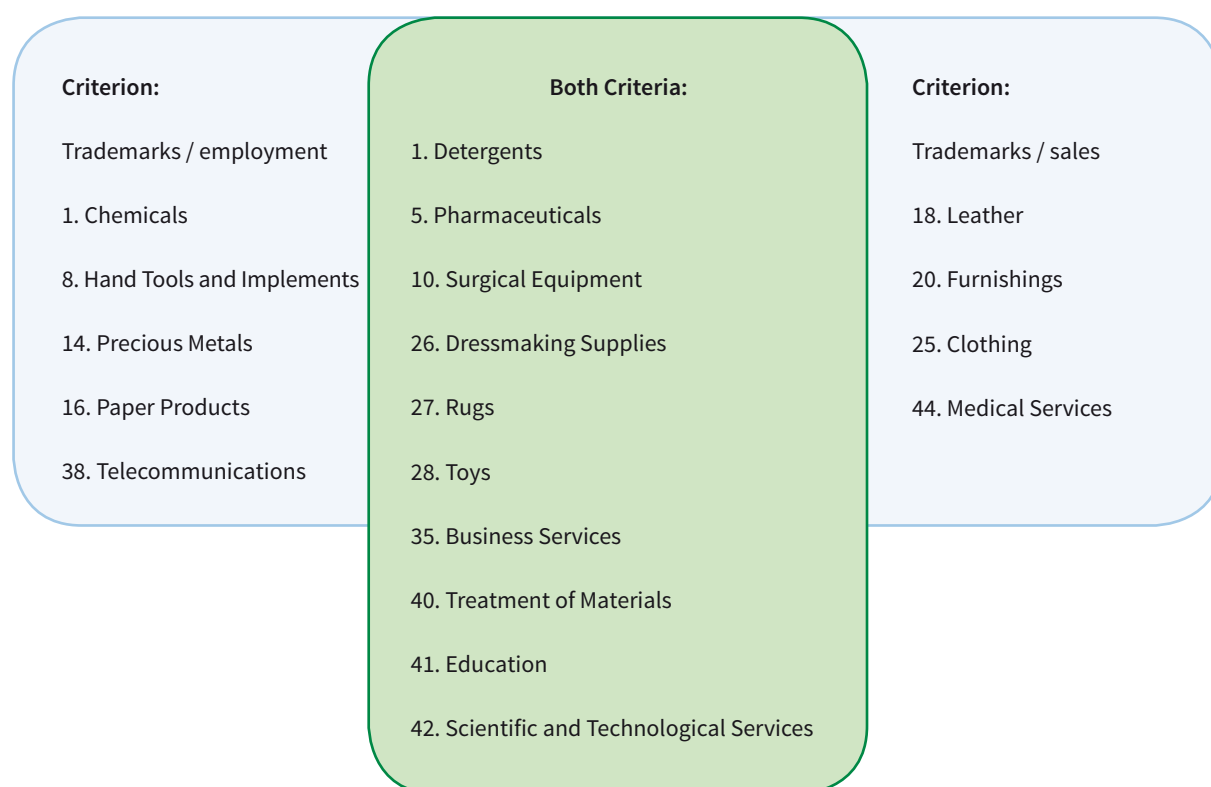 Criterion:
Trademarks / employment
1. Chemicals
8. Hand Tools and Implements
14. Precious Metals
16. Paper Products
38. Telecommunications
Both Criteria:
1. Detergents
5. Pharmaceuticals
10. Surgical Equipment
26. Dressmaking Supplies
27. Rugs
28. Toys
35. Business Services
40. Treatment of Materials
41. Education
42. Scientific and Technological Services
Criterion:
Trademarks / sales
18. Leather
20. Furnishings
25. Clothing
44. Medical Services